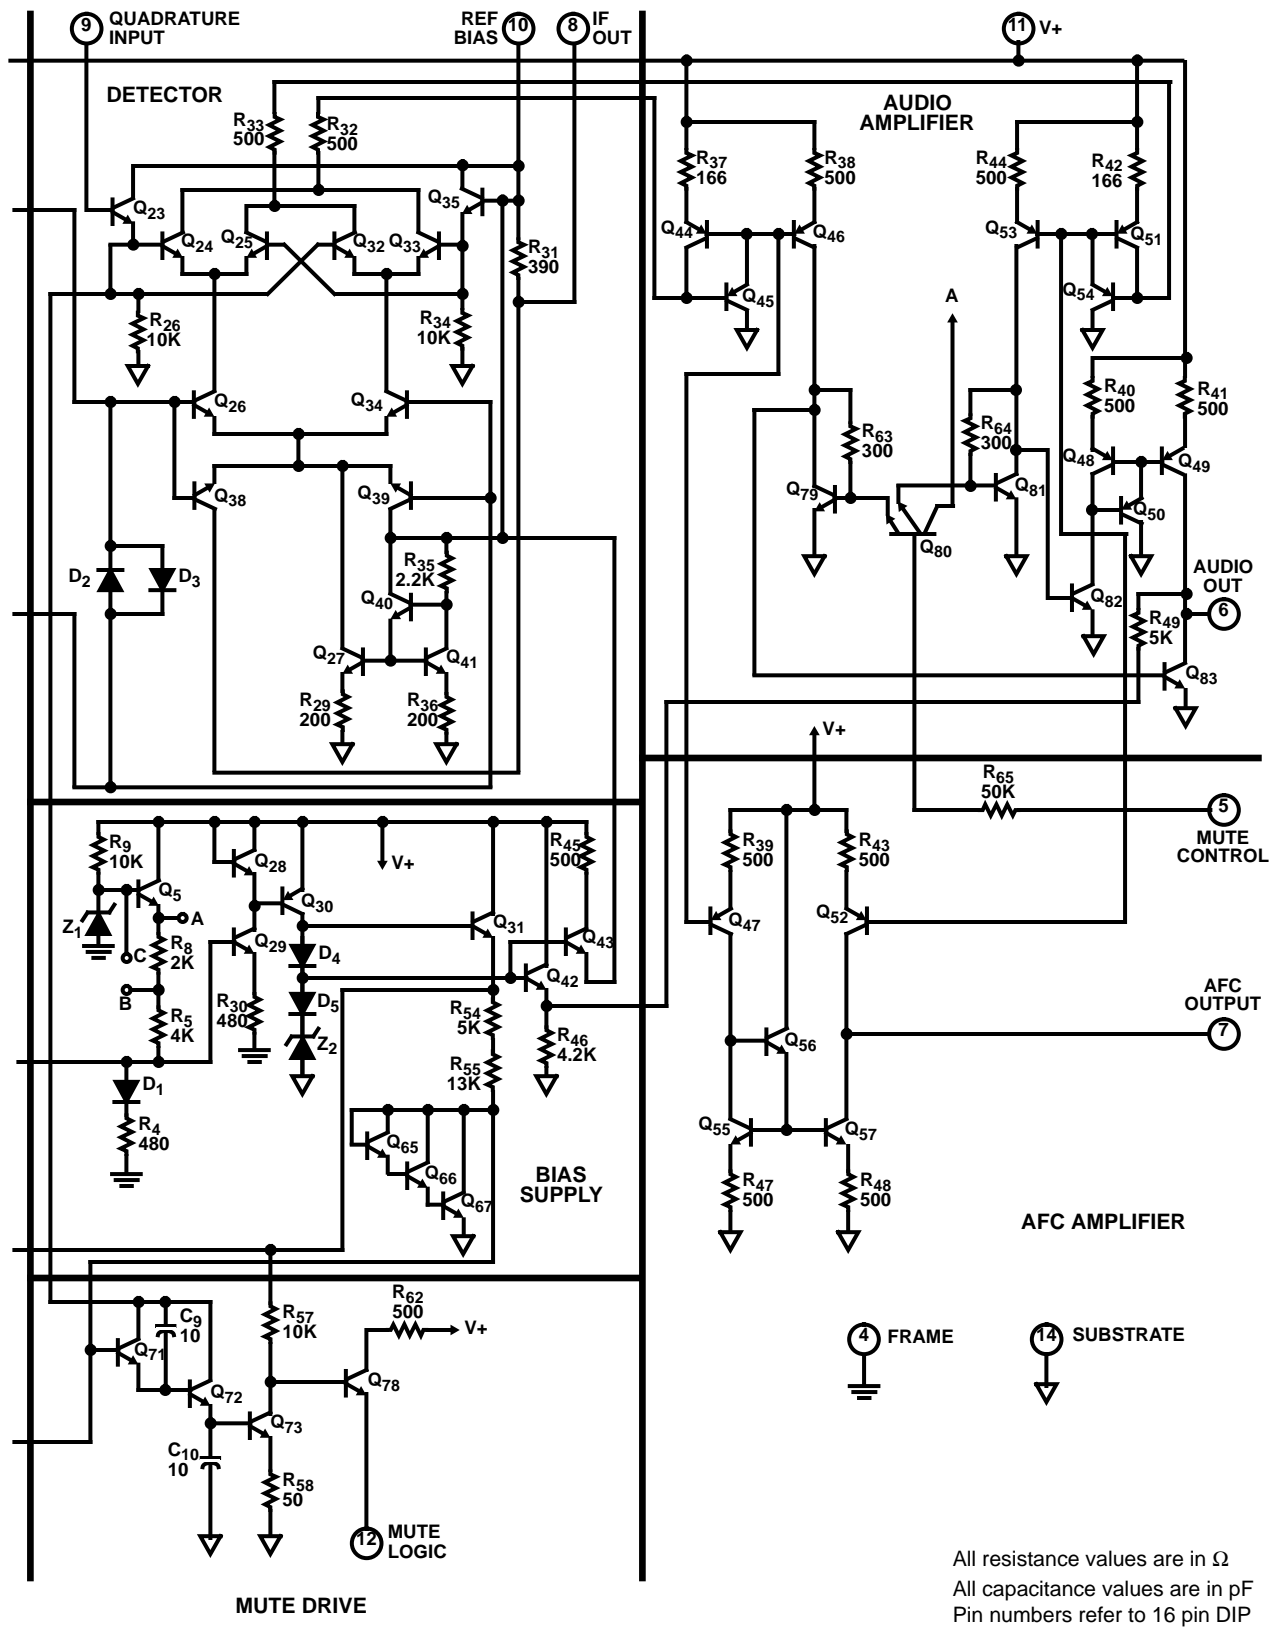 9 QUADRATURE INPUT
REF BIAS 10
8 IF OUT
11 V+
DETECTOR
AUDIO AMPLIFIER
R33 500
R32 500
R37 166
R38 500
R44 500
R42 166
Q23
Q35
Q24
Q25
Q32
Q33
R31 390
Q44
Q46
Q53
Q51
Q45
A
Q54
R26 10K
R34 10K
Q26
Q34
R40 500
R41 500
R63 300
R64 300
Q48
Q49
Q38
Q39
Q79
Q81
Q50
Q80
D2
D3
R35 2.2K
Q40
Q82
AUDIO OUT
6
R49 5K
Q27
Q41
Q83
R29 200
R36 200
V+
R65 50K
5
MUTE CONTROL
R9 10K
Q28
V+
R45 500
R39 500
R43 500
Q5
Q30
A
Z1
Q31
Q47
Q52
C
R8 2K
Q29
D4
Q43
Q42
B
R30 480
D5
R54 5K
AFC OUTPUT
7
R5 4K
Z2
R46 4.2K
Q56
D1
R55 13K
R4 480
Q65
Q55
Q57
Q66
Q67
BIAS SUPPLY
R47 500
R48 500
AFC AMPLIFIER
R62 500
V+
C9 10
R57 10K
4 FRAME
14 SUBSTRATE
Q71
Q72
Q78
Q73
C10 10
R58 50
12 MUTE LOGIC
All resistance values are in Ω
All capacitance values are in pF
Pin numbers refer to 16 pin DIP
MUTE DRIVE